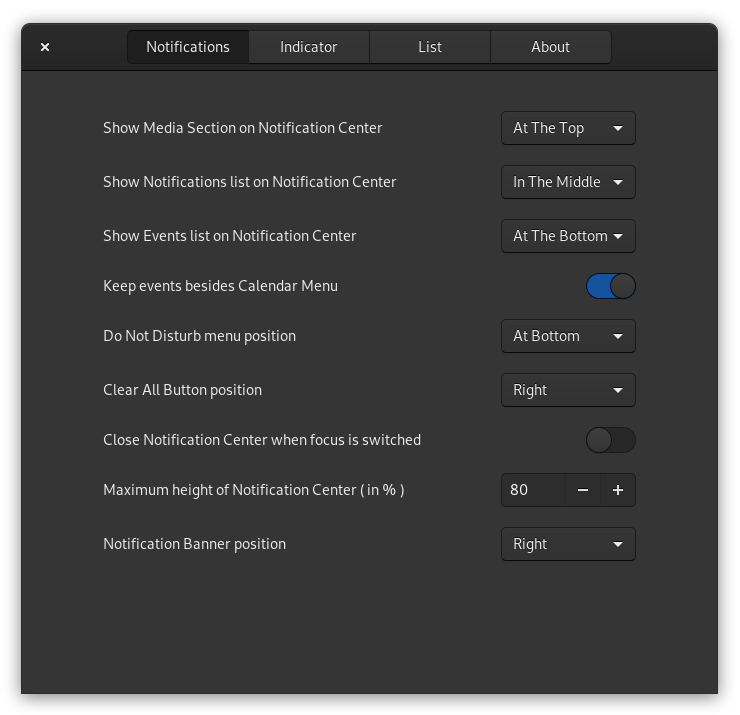 Notifications Indicator List About
Show Media Section on Notification Center At The Top
Show Notifications list on Notification Center In The Middle
Show Events list on Notification Center At The Bottom
Keep events besides Calendar Menu
Do Not Disturb menu position At Bottom
Clear All Button position Right
Close Notification Center when focus is switched
Maximum height of Notification Center ( in % ) 80
Notification Banner position Right